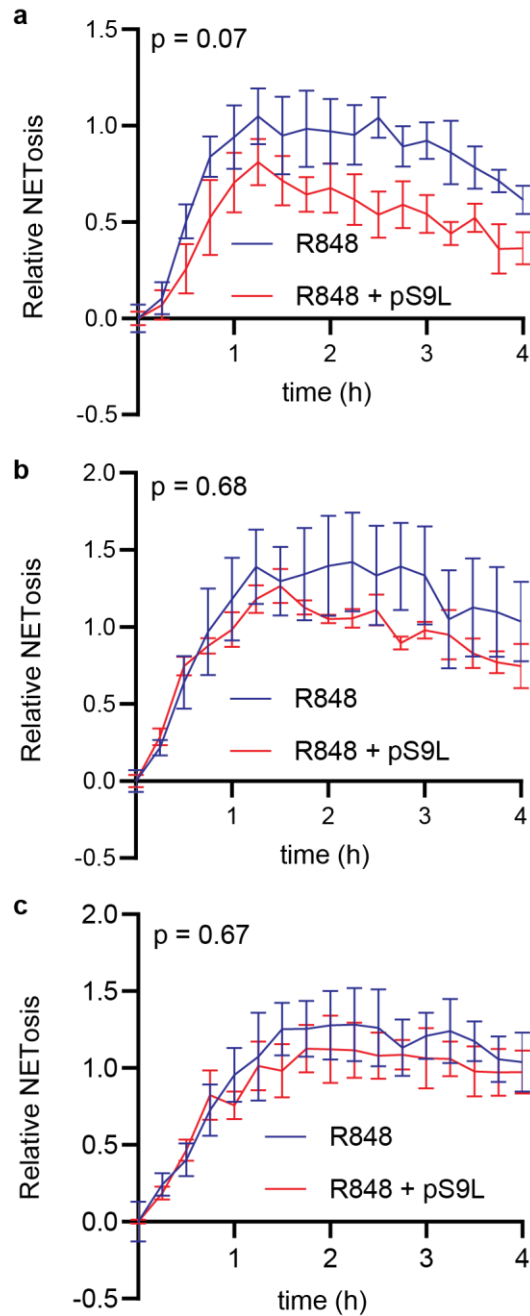 a
p = 0.07
1.5
1.0
0.5
0.0
-0.5
Relative NETosis
R848
R848 + pS9L
1 2 3 4
time (h)
b
p = 0.68
2.0
1.5
1.0
0.5
0.0
-0.5
Relative NETosis
R848
R848 + pS9L
1 2 3 4
time (h)
c
p = 0.67
2.0
1.5
1.0
0.5
0.0
-0.5
Relative NETosis
R848
R848 + pS9L
1 2 3 4
time (h)